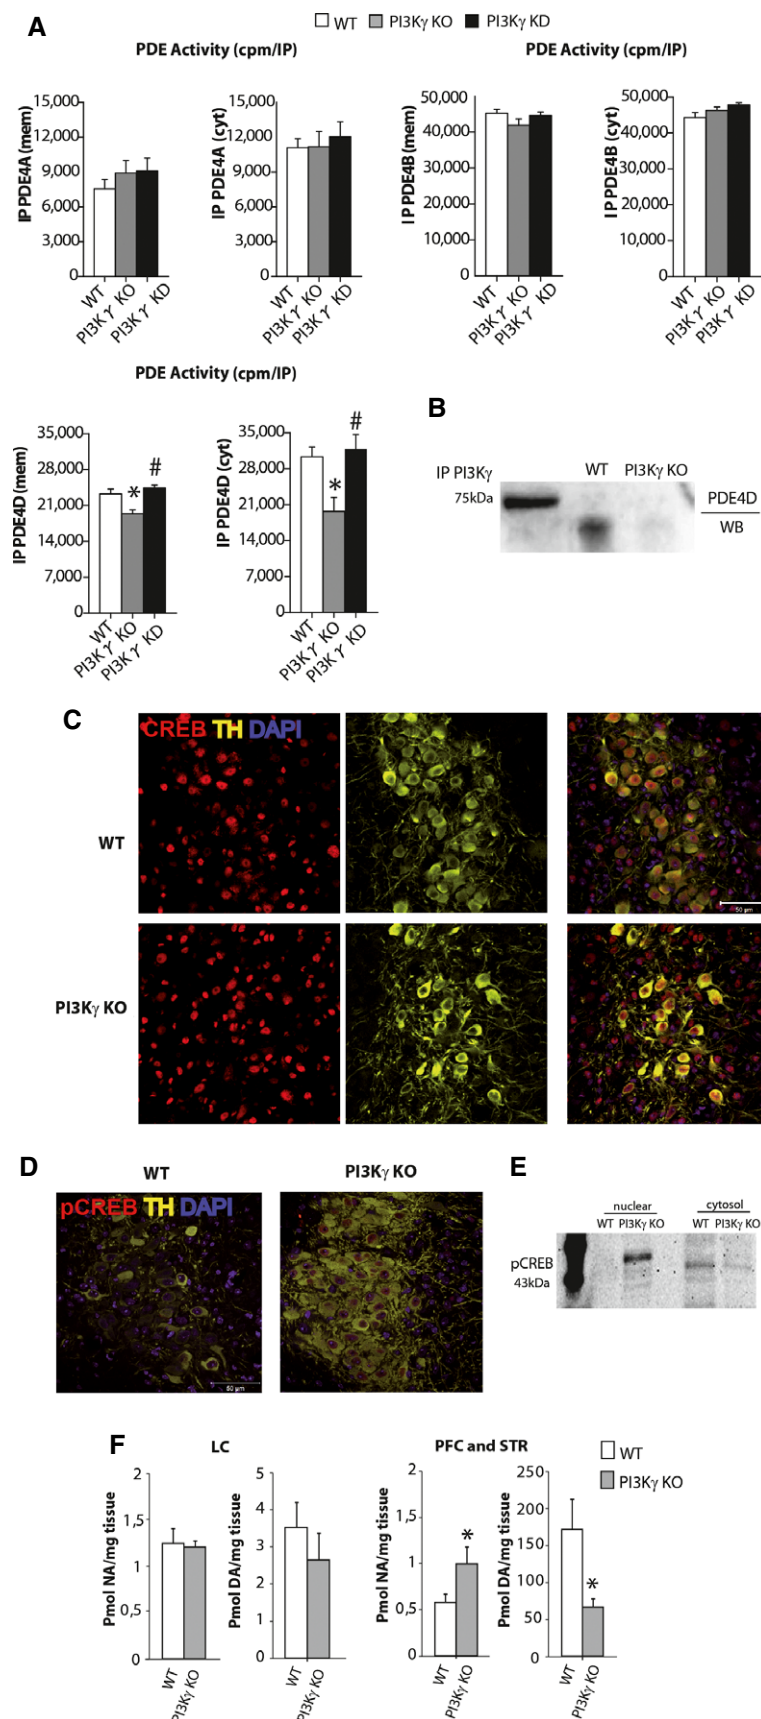 A
WT PI3Kγ KO PI3Kγ KD
PDE Activity (cpm/IP)
PDE Activity (cpm/IP)
IP PDE4A (mem)
15,000
12,000
9,000
6,000
3,000
0
WT
PI3Kγ KO
PI3Kγ KD
IP PDE4A (cyt)
15,000
12,000
9,000
6,000
3,000
0
WT
PI3Kγ KO
PI3Kγ KD
IP PDE4B (mem)
50,000
40,000
30,000
20,000
10,000
0
WT
PI3Kγ KO
PI3Kγ KD
IP PDE4B (cyt)
50,000
40,000
30,000
20,000
10,000
0
WT
PI3Kγ KO
PI3Kγ KD
PDE Activity (cpm/IP)
IP PDE4D (mem)
35,000
28,000
21,000
14,000
7,000
0
*
#
WT
PI3Kγ KO
PI3Kγ KD
IP PDE4D (cyt)
35,000
28,000
21,000
14,000
7,000
0
*
#
WT
PI3Kγ KO
PI3Kγ KD
B
IP PI3Kγ WT PI3Kγ KO
75kDa
PDE4D
WB
C
CREB TH DAPI
WT
50 µm
PI3Kγ KO
D
WT PI3Kγ KO
pCREB TH DAPI
50 µm
E
nuclear cytosol
WT PI3Kγ KO WT PI3Kγ KO
pCREB
43kDa
F
LC
PFC and STR
WT
PI3Kγ KO
Pmol NA/mg tissue
2
1,5
1
0,5
0
WT
PI3Kγ KO
Pmol DA/mg tissue
5
4
3
2
1
0
WT
PI3Kγ KO
Pmol NA/mg tissue
2
1,5
1
0,5
0
*
WT
PI3Kγ KO
Pmol DA/mg tissue
250
200
150
100
50
0
*
WT
PI3Kγ KO